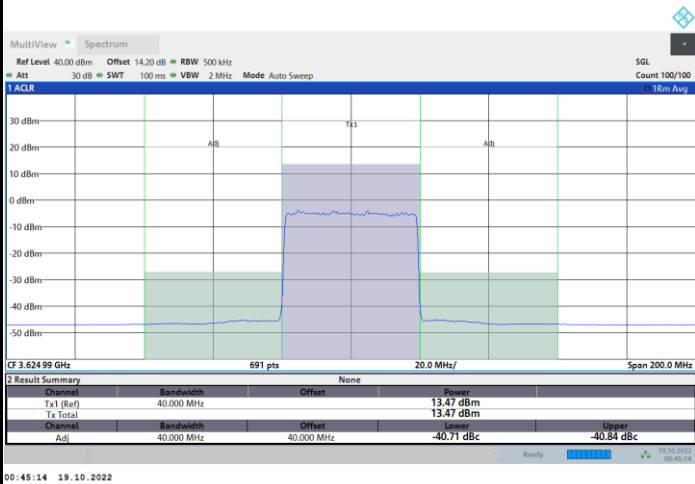 MultiView Spectrum
Ref Level 40.00 dBm Offset 14.20 dB RBW 500 kHz SGL
Att 30 dB SWT 100 ms VBW 2 MHz Mode Auto Sweep Count 100/100
1 ACLR 1Rm Avg
30 dBm
Tx1
20 dBm
Adj Adj
10 dBm
0 dBm
-10 dBm
-20 dBm
-30 dBm
-40 dBm
-50 dBm
CF 3.624 99 GHz 691 pts 20.0 MHz/ Span 200.0 MHz
2 Result Summary None
Channel Bandwidth Offset Power
Tx1 (Ref) 40.000 MHz 13.47 dBm
Tx Total 13.47 dBm
Channel Bandwidth Offset Lower Upper
Adj 40.000 MHz 40.000 MHz -40.71 dBc -40.84 dBc
Ready 19.10.2022
00:45:14
00:45:14 19.10.2022